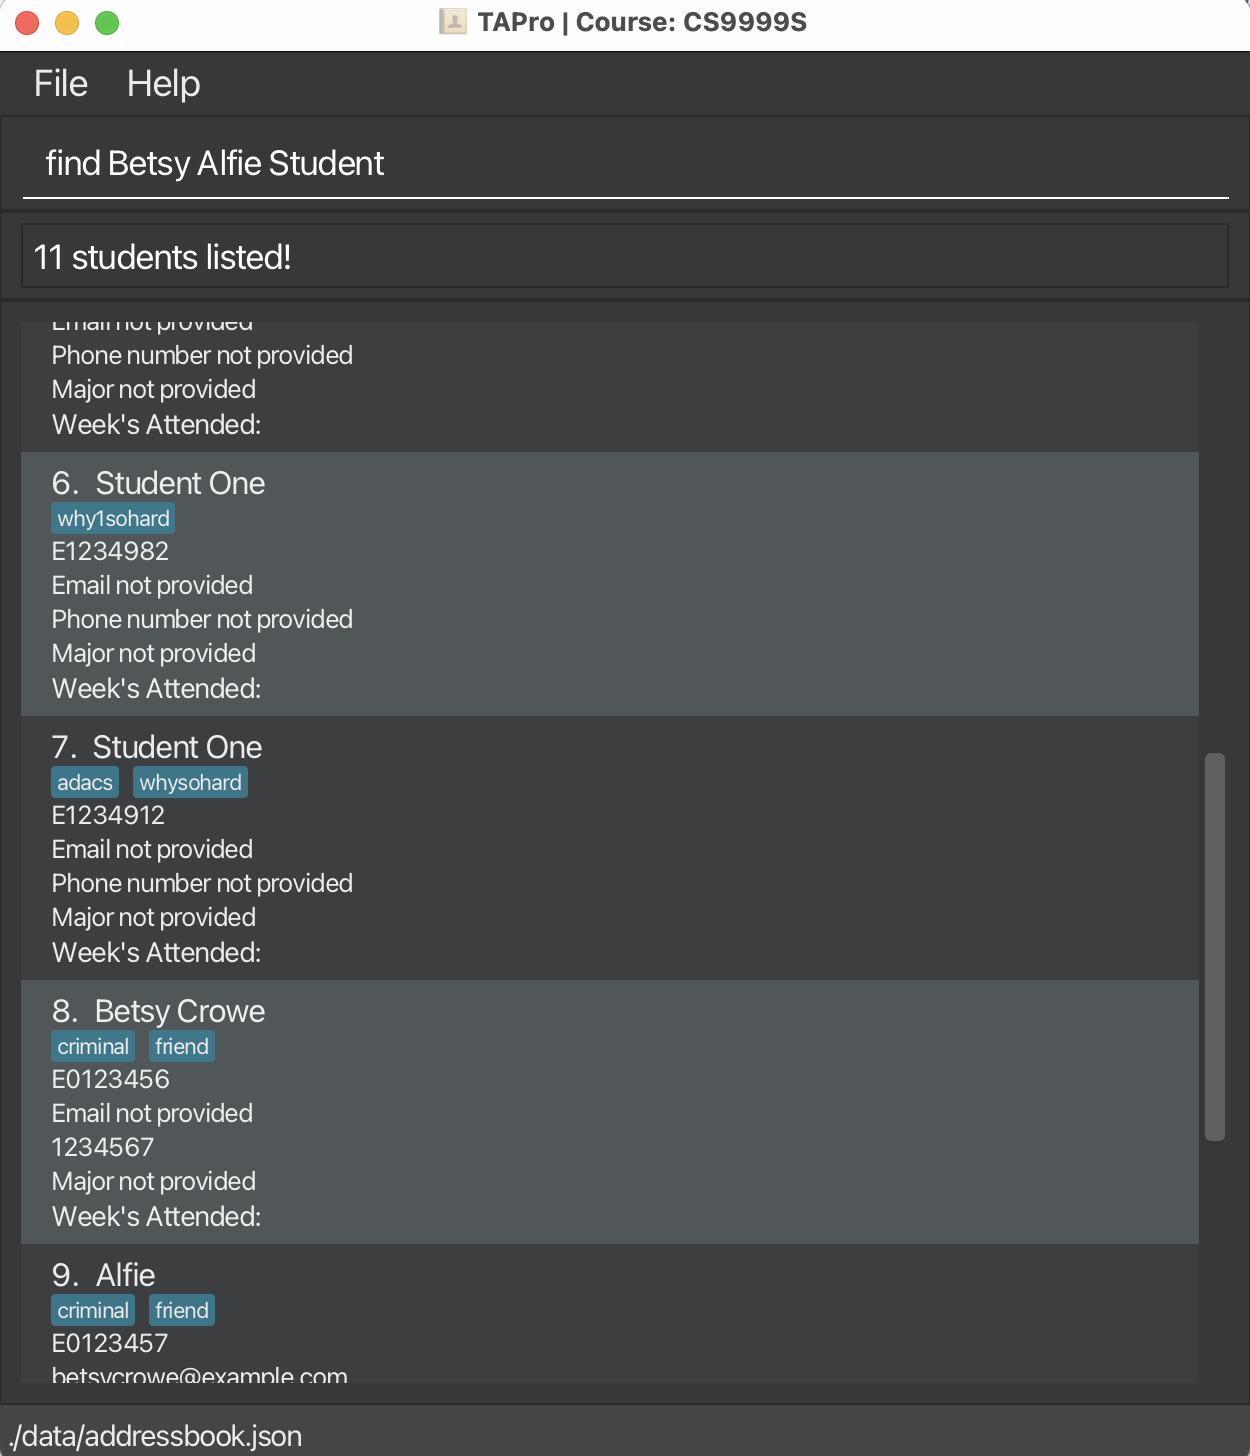 TAPro | Course: CS9999S
File Help
find Betsy Alfie Student
11 students listed!
Email not provided
Phone number not provided
Major not provided
Week's Attended:
6. Student One
why1sohard
E1234982
Email not provided
Phone number not provided
Major not provided
Week's Attended:
7. Student One
adacs whysohard
E1234912
Email not provided
Phone number not provided
Major not provided
Week's Attended:
8. Betsy Crowe
criminal friend
E0123456
Email not provided
1234567
Major not provided
Week's Attended:
9. Alfie
criminal friend
E0123457
betsycrowe@example.com
./data/addressbook.json